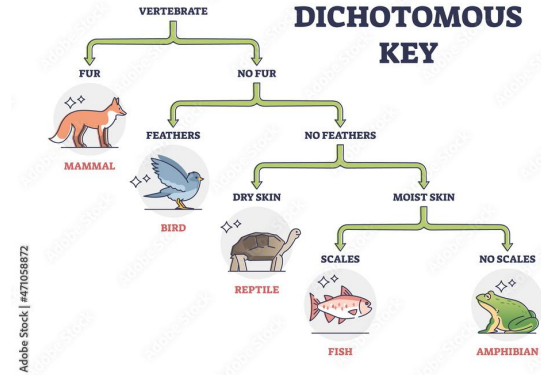 VERTEBRATE
DICHOTOMOUS
KEY
FUR
NO FUR
MAMMAL
FEATHERS
NO FEATHERS
BIRD
DRY SKIN
MOIST SKIN
REPTILE
SCALES
NO SCALES
FISH
AMPHIBIAN
Adobe Stock | #471058872